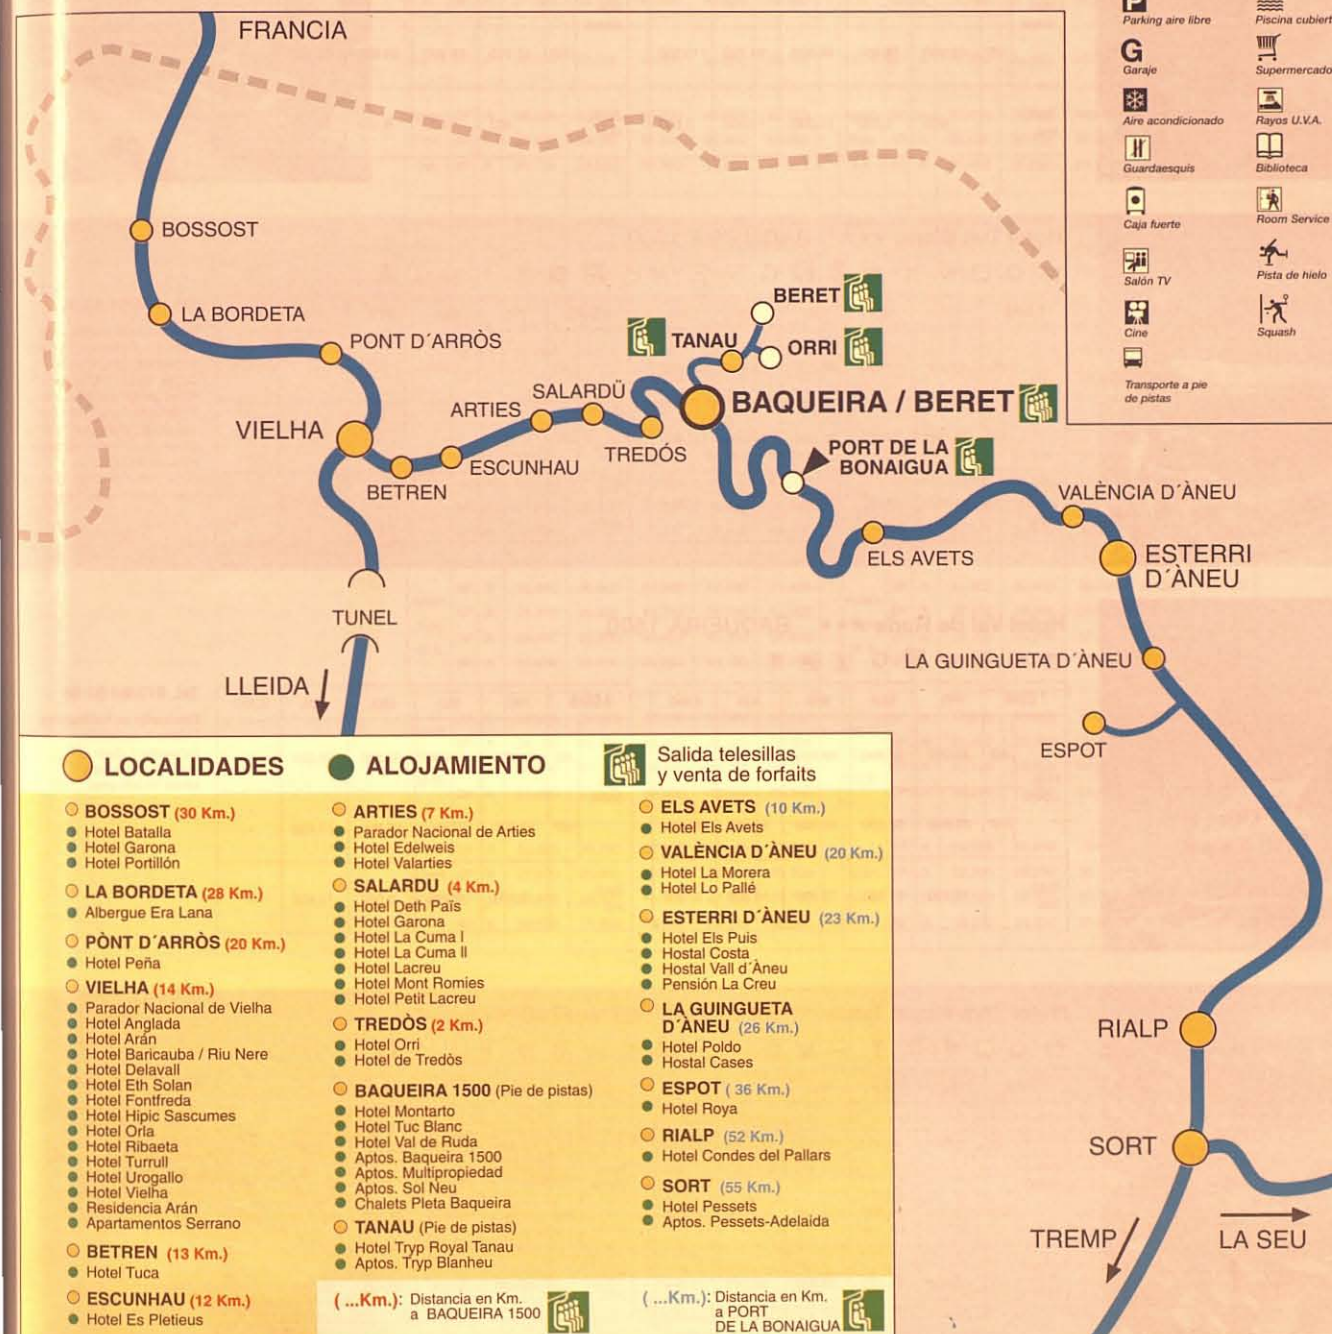 FRANCIA
BOSSOST
LA BORDETA
PONT D´ARRÒS
VIELHA
BETREN
ESCUNHAU
ARTIES
SALARDÜ
TREDÓS
TANAU
BERET
ORRI
BAQUEIRA / BERET
PORT DE LA
BONAIGUA
ELS AVETS
VALÈNCIA D´ÀNEU
ESTERRI
D´ÀNEU
LA GUINGUETA D´ÀNEU
ESPOT
RIALP
SORT
TREMP
LA SEU
TUNEL
LLEIDA
P
Parking aire libre
G
Garaje
Aire acondicionado
Guardaesquís
Caja fuerte
Salón TV
Cine
Transporte a pie
de pistas
Piscina cubiert
Supermercado
Rayos U.V.A.
Biblioteca
Room Service
Pista de hielo
Squash
LOCALIDADES
ALOJAMIENTO
Salida telesillas
y venta de forfaits
BOSSOST (30 Km.)
Hotel Batalla
Hotel Garona
Hotel Portillón
LA BORDETA (28 Km.)
Albergue Era Lana
PÒNT D´ARRÒS (20 Km.)
Hotel Peña
VIELHA (14 Km.)
Parador Nacional de Vielha
Hotel Anglada
Hotel Arán
Hotel Baricauba / Riu Nere
Hotel Delavall
Hotel Eth Solan
Hotel Fontfreda
Hotel Hipic Sascumes
Hotel Orla
Hotel Ribaeta
Hotel Turrull
Hotel Urogallo
Hotel Vielha
Residencia Arán
Apartamentos Serrano
BETREN (13 Km.)
Hotel Tuca
ESCUNHAU (12 Km.)
Hotel Es Pletieus
ARTIES (7 Km.)
Parador Nacional de Arties
Hotel Edelweis
Hotel Valarties
SALARDU (4 Km.)
Hotel Deth Païs
Hotel Garona
Hotel La Cuma I
Hotel La Cuma II
Hotel Lacreu
Hotel Mont Romies
Hotel Petit Lacreu
TREDÒS (2 Km.)
Hotel Orri
Hotel de Tredòs
BAQUEIRA 1500 (Pie de pistas)
Hotel Montarto
Hotel Tuc Blanc
Hotel Val de Ruda
Aptos. Baqueira 1500
Aptos. Multipropiedad
Aptos. Sol Neu
Chalets Pleta Baqueira
TANAU (Pie de pistas)
Hotel Tryp Royal Tanau
Aptos. Tryp Blanheu
( ...Km.): Distancia en Km.
a BAQUEIRA 1500
ELS AVETS (10 Km.)
Hotel Els Avets
VALÈNCIA D´ÀNEU (20 Km.)
Hotel La Morera
Hotel Lo Pallé
ESTERRI D´ÀNEU (23 Km.)
Hotel Els Puis
Hostal Costa
Hostal Vall d´Àneu
Pensión La Creu
LA GUINGUETA
D´ÀNEU (26 Km.)
Hotel Poldo
Hostal Cases
ESPOT ( 36 Km.)
Hotel Roya
RIALP (52 Km.)
Hotel Condes del Pallars
SORT (55 Km.)
Hotel Pessets
Aptos. Pessets-Adelaida
( ...Km.): Distancia en Km.
a PORT
DE LA BONAIGUA